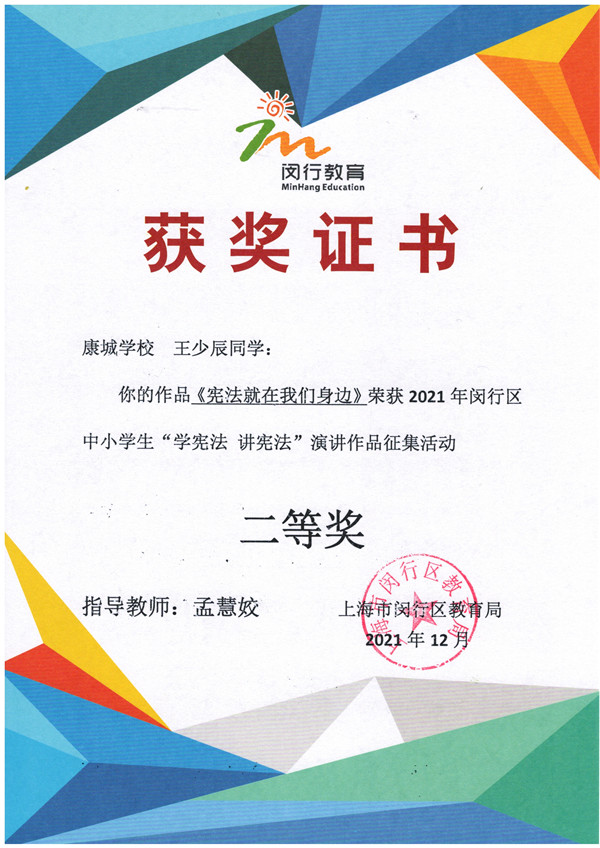 闵行教育
MinHang Education
获奖证书
康城学校 王少辰同学：
你的作品《宪法就在我们身边》荣获 2021 年闵行区
中小学生“学宪法 讲宪法”演讲作品征集活动
二等奖
指导教师：孟慧姣
上海市闵行区教育局
2021 年 12 月
上海市闵行区教育局